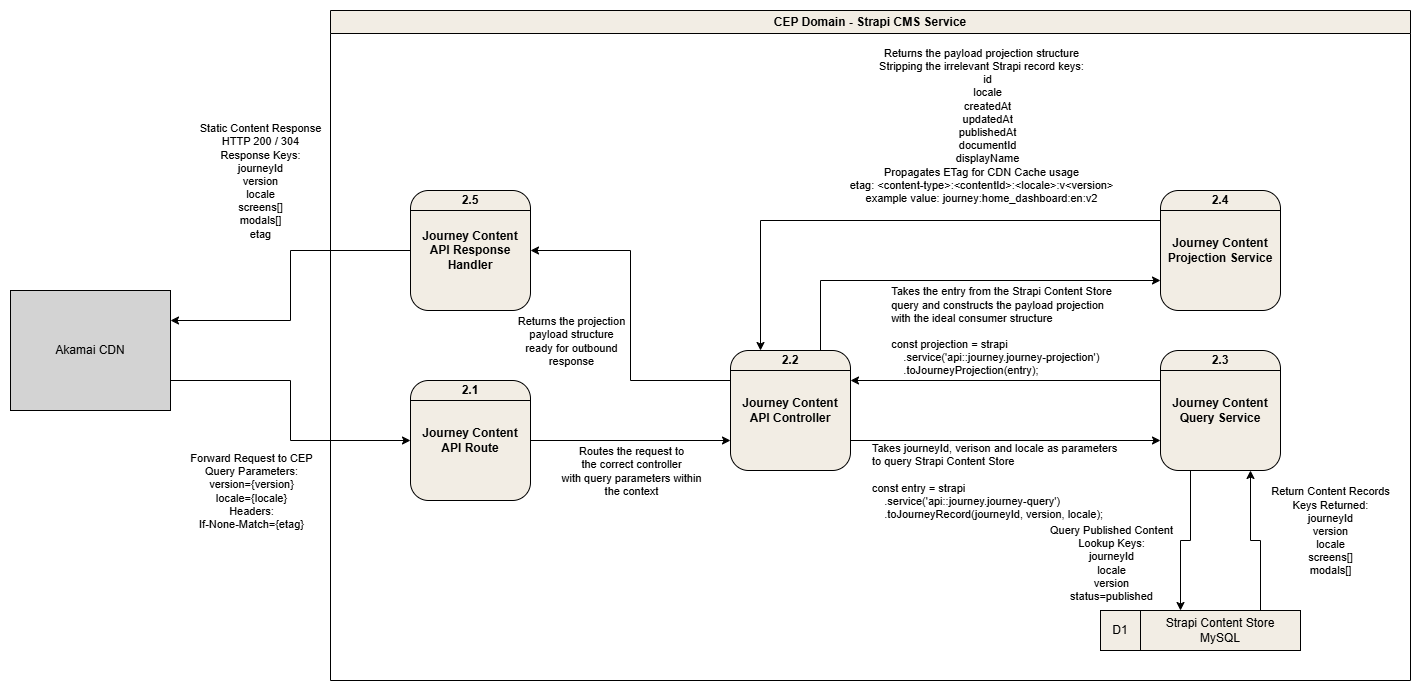 CEP Domain - Strapi CMS Service
Returns the payload projection structure
Stripping the irrelevant Strapi record keys:
id
locale
createdAt
updatedAt
publishedAt
documentId
displayName
Propagates ETag for CDN Cache usage
etag: <content-type>:<contentId>:<locale>:v<version>
example value: journey:home_dashboard:en:v2
Static Content Response
HTTP 200 / 304
Response Keys:
journeyId
version
locale
screens[]
modals[]
etag
2.5
Journey Content
API Response
Handler
2.4
Journey Content
Projection Service
Takes the entry from the Strapi Content Store
query and constructs the payload projection
with the ideal consumer structure
const projection = strapi
.service('api::journey.journey-projection')
.toJourneyProjection(entry);
Returns the projection
payload structure
ready for outbound
response
Akamai CDN
2.2
Journey Content
API Controller
2.3
Journey Content
Query Service
2.1
Journey Content
API Route
Forward Request to CEP
Query Parameters:
version={version}
locale={locale}
Headers:
If-None-Match={etag}
Routes the request to
the correct controller
with query parameters within
the context
Takes journeyId, verison and locale as parameters
to query Strapi Content Store
const entry = strapi
.service('api::journey.journey-query')
.toJourneyRecord(journeyId, version, locale);
Query Published Content
Lookup Keys:
journeyId
locale
version
status=published
Return Content Records
Keys Returned:
journeyId
version
locale
screens[]
modals[]
D1
Strapi Content Store
MySQL